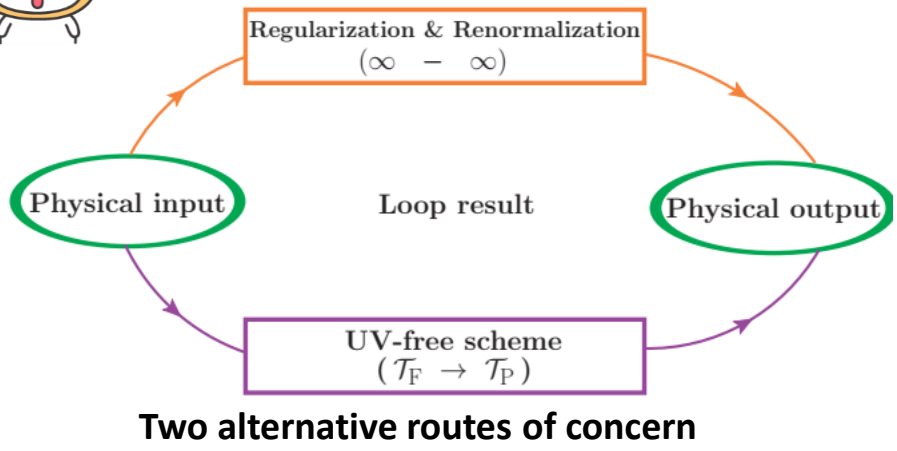 Regularization & Renormalization
(∞ − ∞)
Physical input
Loop result
Physical output
UV-free scheme
(𝒯F → 𝒯P)
Two alternative routes of concern